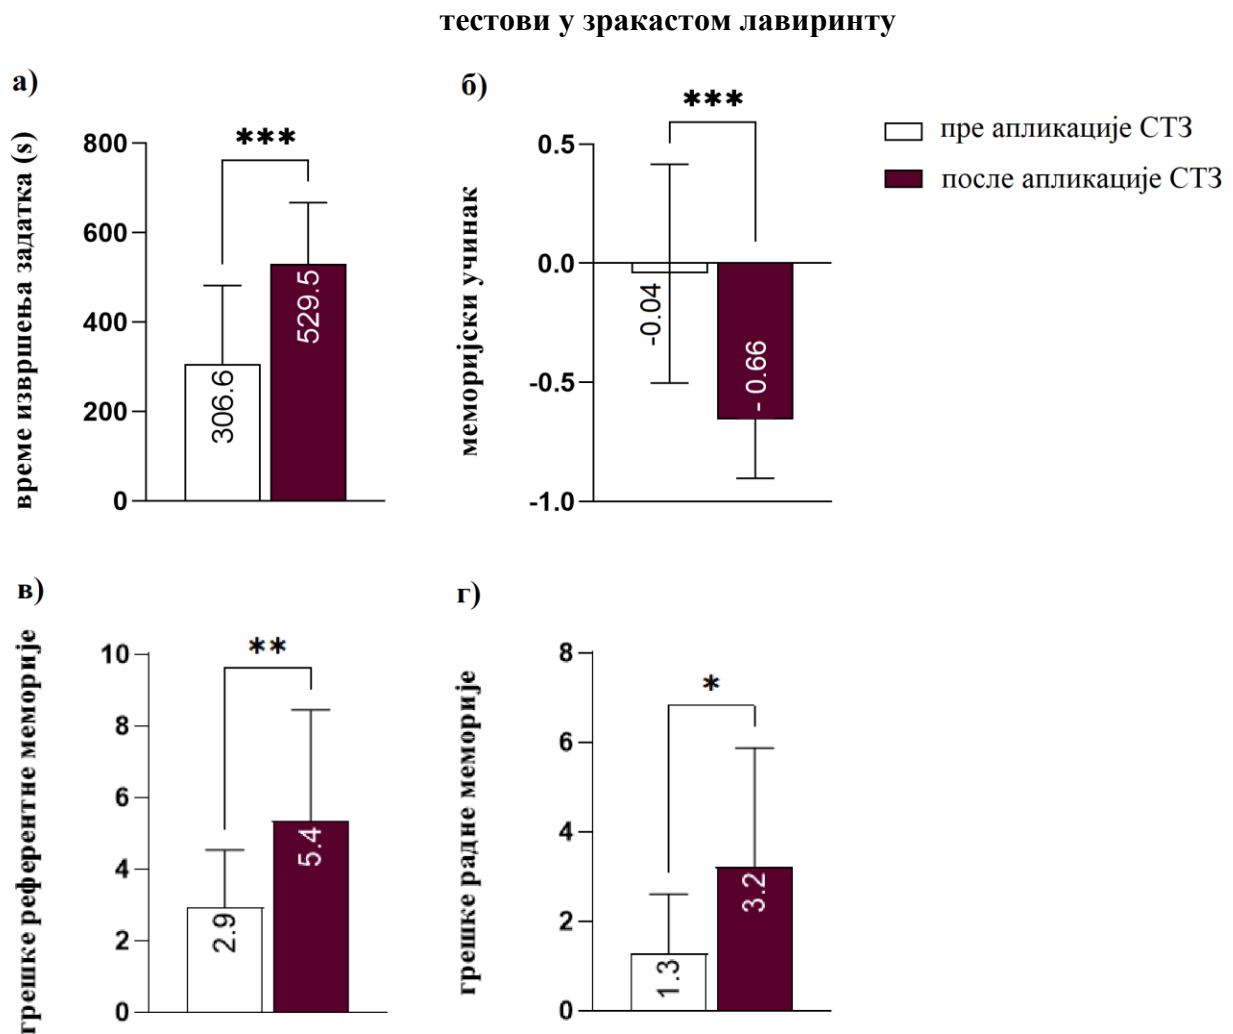 тестови у зракастом лавиринту
а)
време извршења задатка (s)
800
600
400
200
0
***
306.6
529.5
б)
меморијски учинак
0.5
0.0
-0.5
-1.0
***
-0.04
- 0.66
пре апликације СТЗ
после апликације СТЗ
в)
грешке референтне меморије
10
8
6
4
2
0
**
2.9
5.4
г)
грешке радне меморије
8
6
4
2
0
*
1.3
3.2